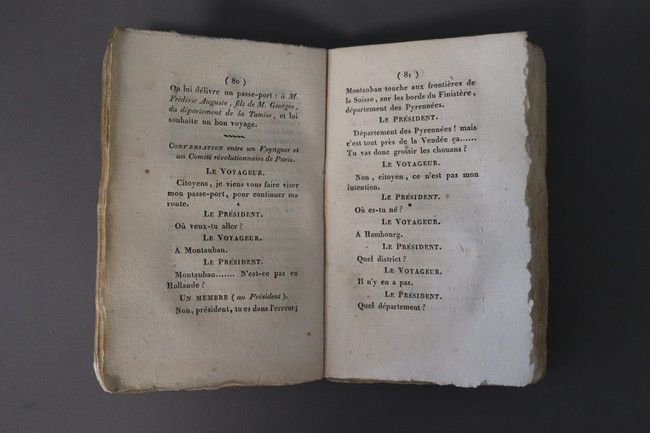 ( 80 )
On lui délivre un passe-port : à M.
Frédéric Auguste, fils de M. Georges,
du département de la Tamise, et lui
souhaite un bon voyage.
CONVERSATION entre un Voyageur et
un Comité révolutionnaire de Paris.
LE VOYAGEUR.
Citoyens, je viens vous faire viser
mon passe-port, pour continuer ma
route.
LE PRÉSIDENT.
Où veux-tu aller ?
LE VOYAGEUR.
A Montauban.
LE PRÉSIDENT.
Montauban....... N'est-ce pas en
Hollande ?
UN MEMBRE ( au Président ).
Non, président, tu es dans l'erreur;
( 81 )
Montauban touche aux frontières de
la Suisse, sur les bords du Finistère,
département des Pyrennées.
LE PRÉSIDENT.
Département des Pyrennées ! mais
c'est tout près de la Vendée ça......
Tu vas donc grossir les chouans ?
LE VOYAGEUR.
Non, citoyen, ce n'est pas mon
intention.
LE PRÉSIDENT.
Où es-tu né ?
LE VOYAGEUR.
A Hambourg.
LE PRÉSIDENT.
Quel district ?
LE VOYAGEUR.
Il n'y en a pas.
LE PRÉSIDENT.
Quel département ?